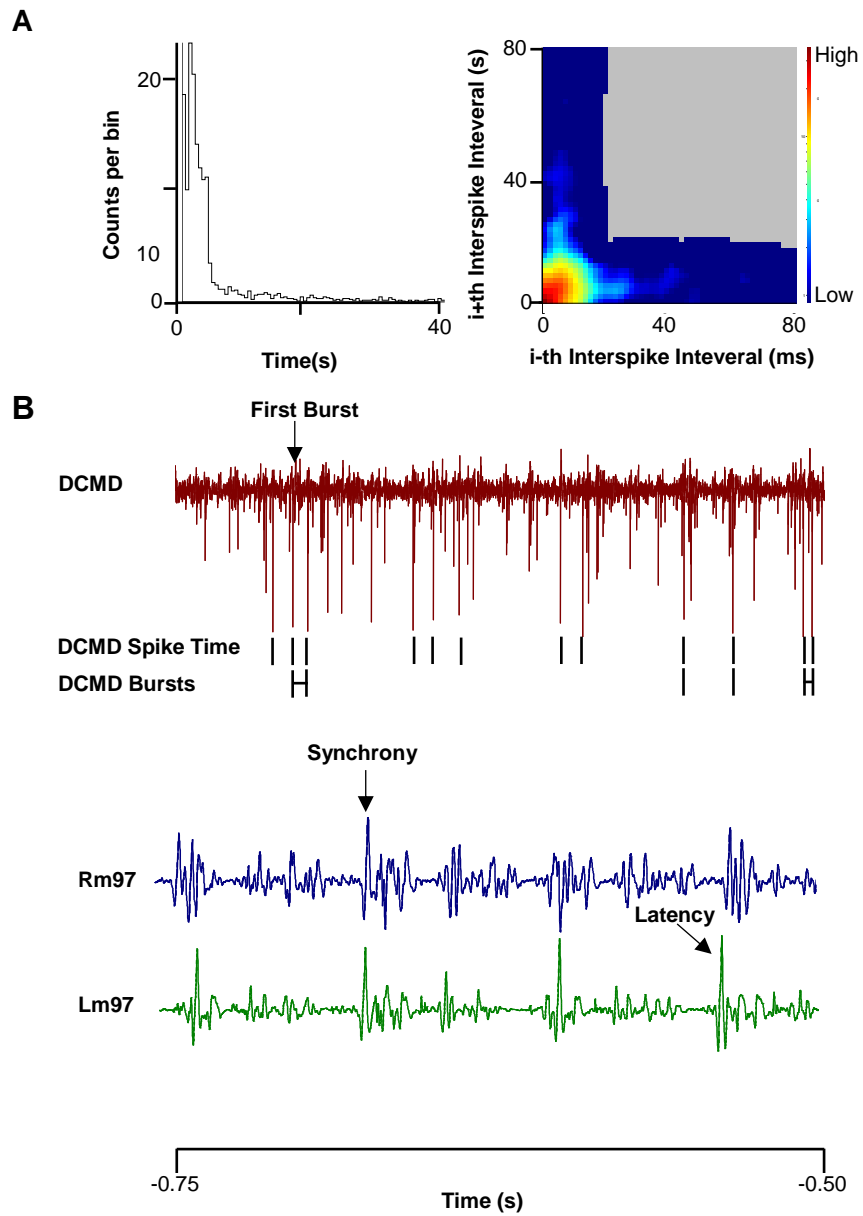 A
20
10
0
Counts per bin
0
40
Time(s)
80
40
0
i+th Interspike Inteveral (s)
0
40
80
i-th Interspike Inteveral (ms)
High
Low
B
First Burst
DCMD
DCMD Spike Time
DCMD Bursts
Synchrony
Rm97
Latency
Lm97
-0.75
-0.50
Time (s)